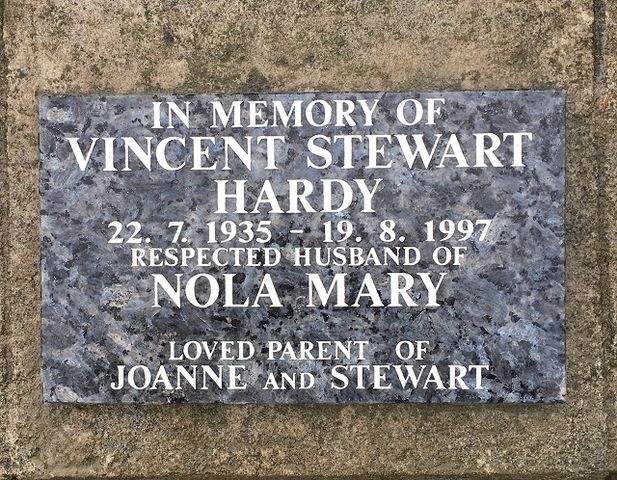 IN MEMORY OF
VINCENT STEWART
HARDY
22. 7. 1935 – 19. 8. 1997
RESPECTED HUSBAND OF
NOLA MARY
LOVED PARENT OF
JOANNE AND STEWART